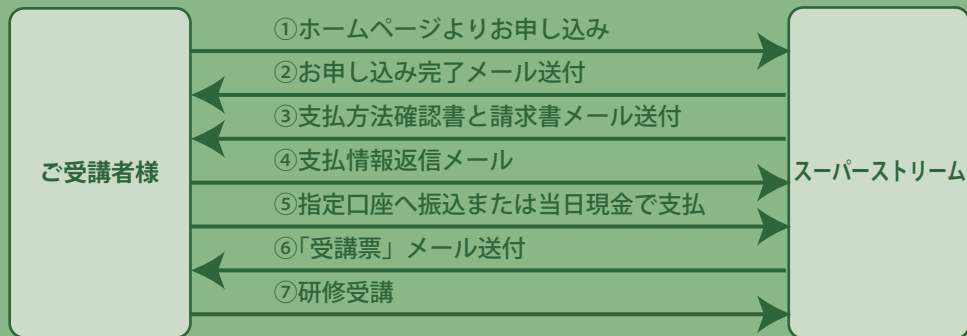 ①ホームページよりお申し込み
②お申し込み完了メール送付
③支払方法確認書と請求書メール送付
④支払情報返信メール
ご受講者様
スーパーストリーム
⑤指定口座へ振込または当日現金で支払
⑥「受講票」メール送付
⑦研修受講